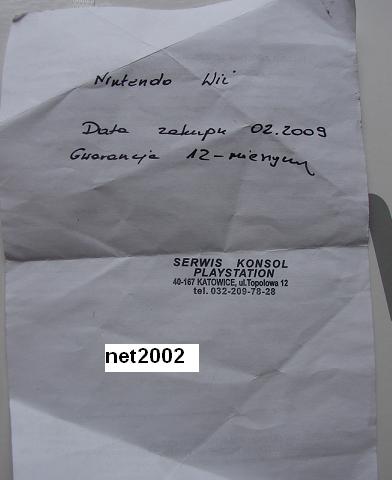 Nintendo Wii
Data zakupu 02.2009
Gwarancja 12-miesięcy
SERWIS KONSOL
PLAYSTATION
40-167 KATOWICE, ul.Topolowa 12
tel. 032-209-78-28
net2002